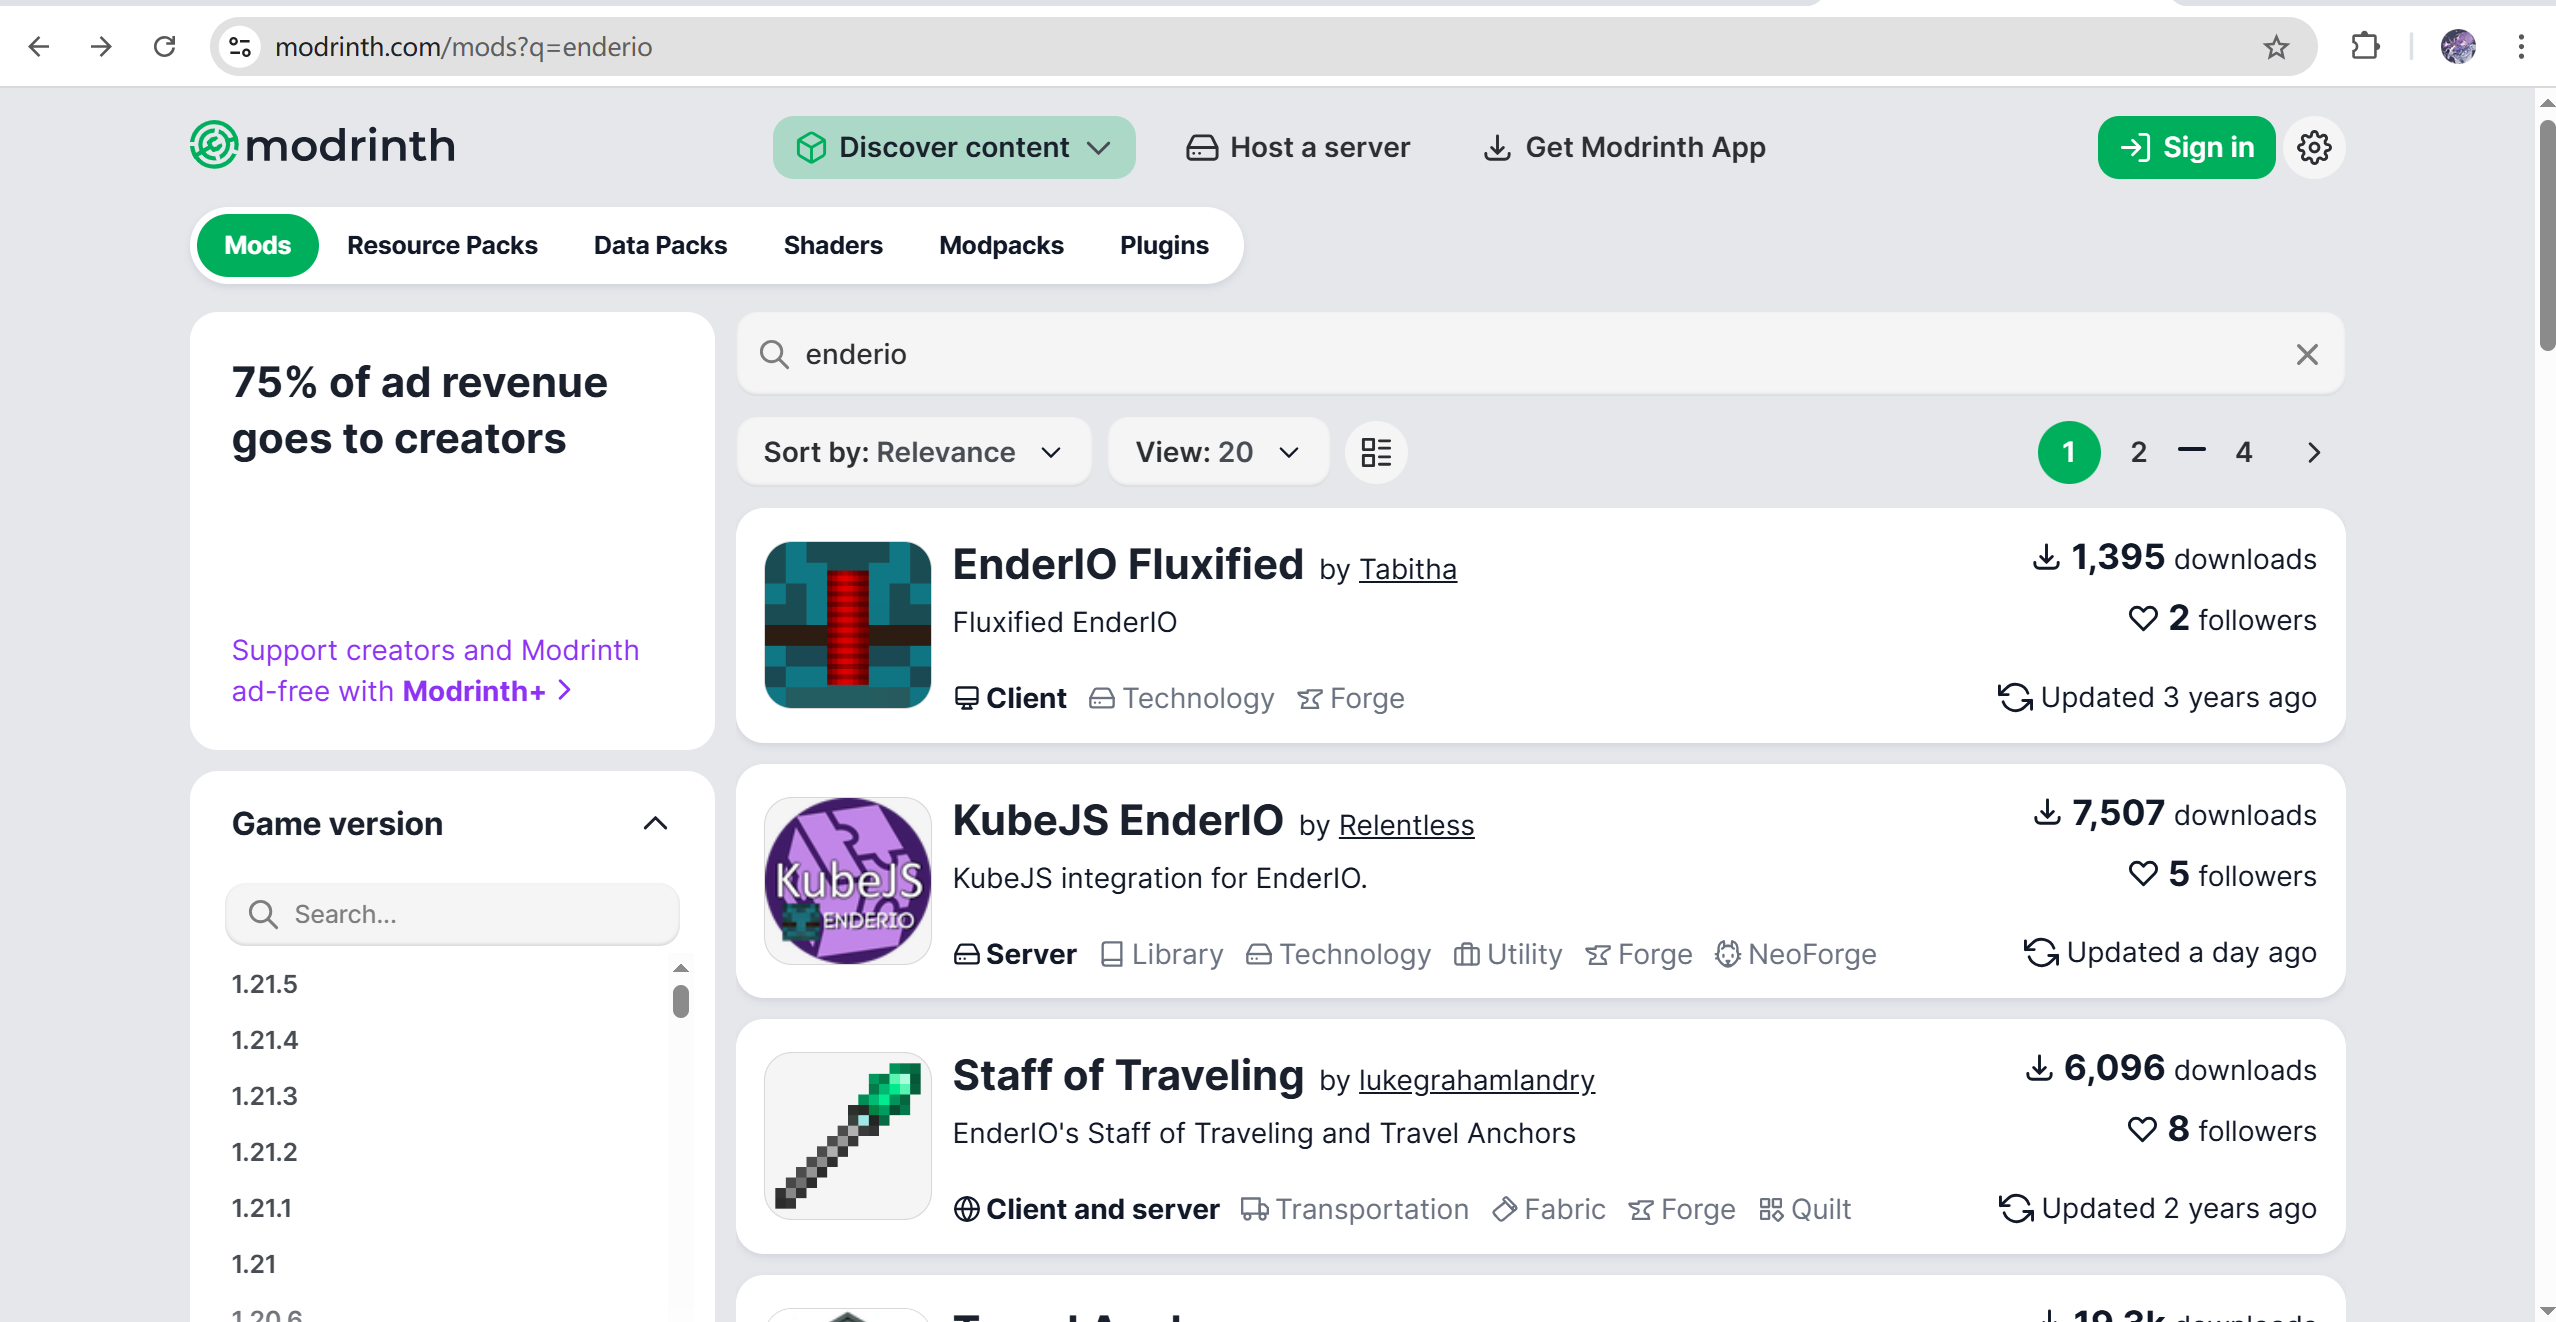 modrinth.com/mods?q=enderio
modrinth
Discover content
Host a server
Get Modrinth App
Sign in
Mods
Resource Packs
Data Packs
Shaders
Modpacks
Plugins
75% of ad revenue
goes to creators
Support creators and Modrinth
ad-free with Modrinth+
Game version
Search...
1.21.5
1.21.4
1.21.3
1.21.2
1.21.1
1.21
1.20.6
enderio
Sort by: Relevance
View: 20
1 2 4
EnderIO Fluxified by Tabitha
Fluxified EnderIO
Client Technology Forge
1,395 downloads
2 followers
Updated 3 years ago
KubeJS
ENDERIO
KubeJS EnderIO by Relentless
KubeJS integration for EnderIO.
Server Library Technology Utility Forge NeoForge
7,507 downloads
5 followers
Updated a day ago
Staff of Traveling by lukegrahamlandry
EnderIO's Staff of Traveling and Travel Anchors
Client and server Transportation Fabric Forge Quilt
6,096 downloads
8 followers
Updated 2 years ago
19.3k downloads